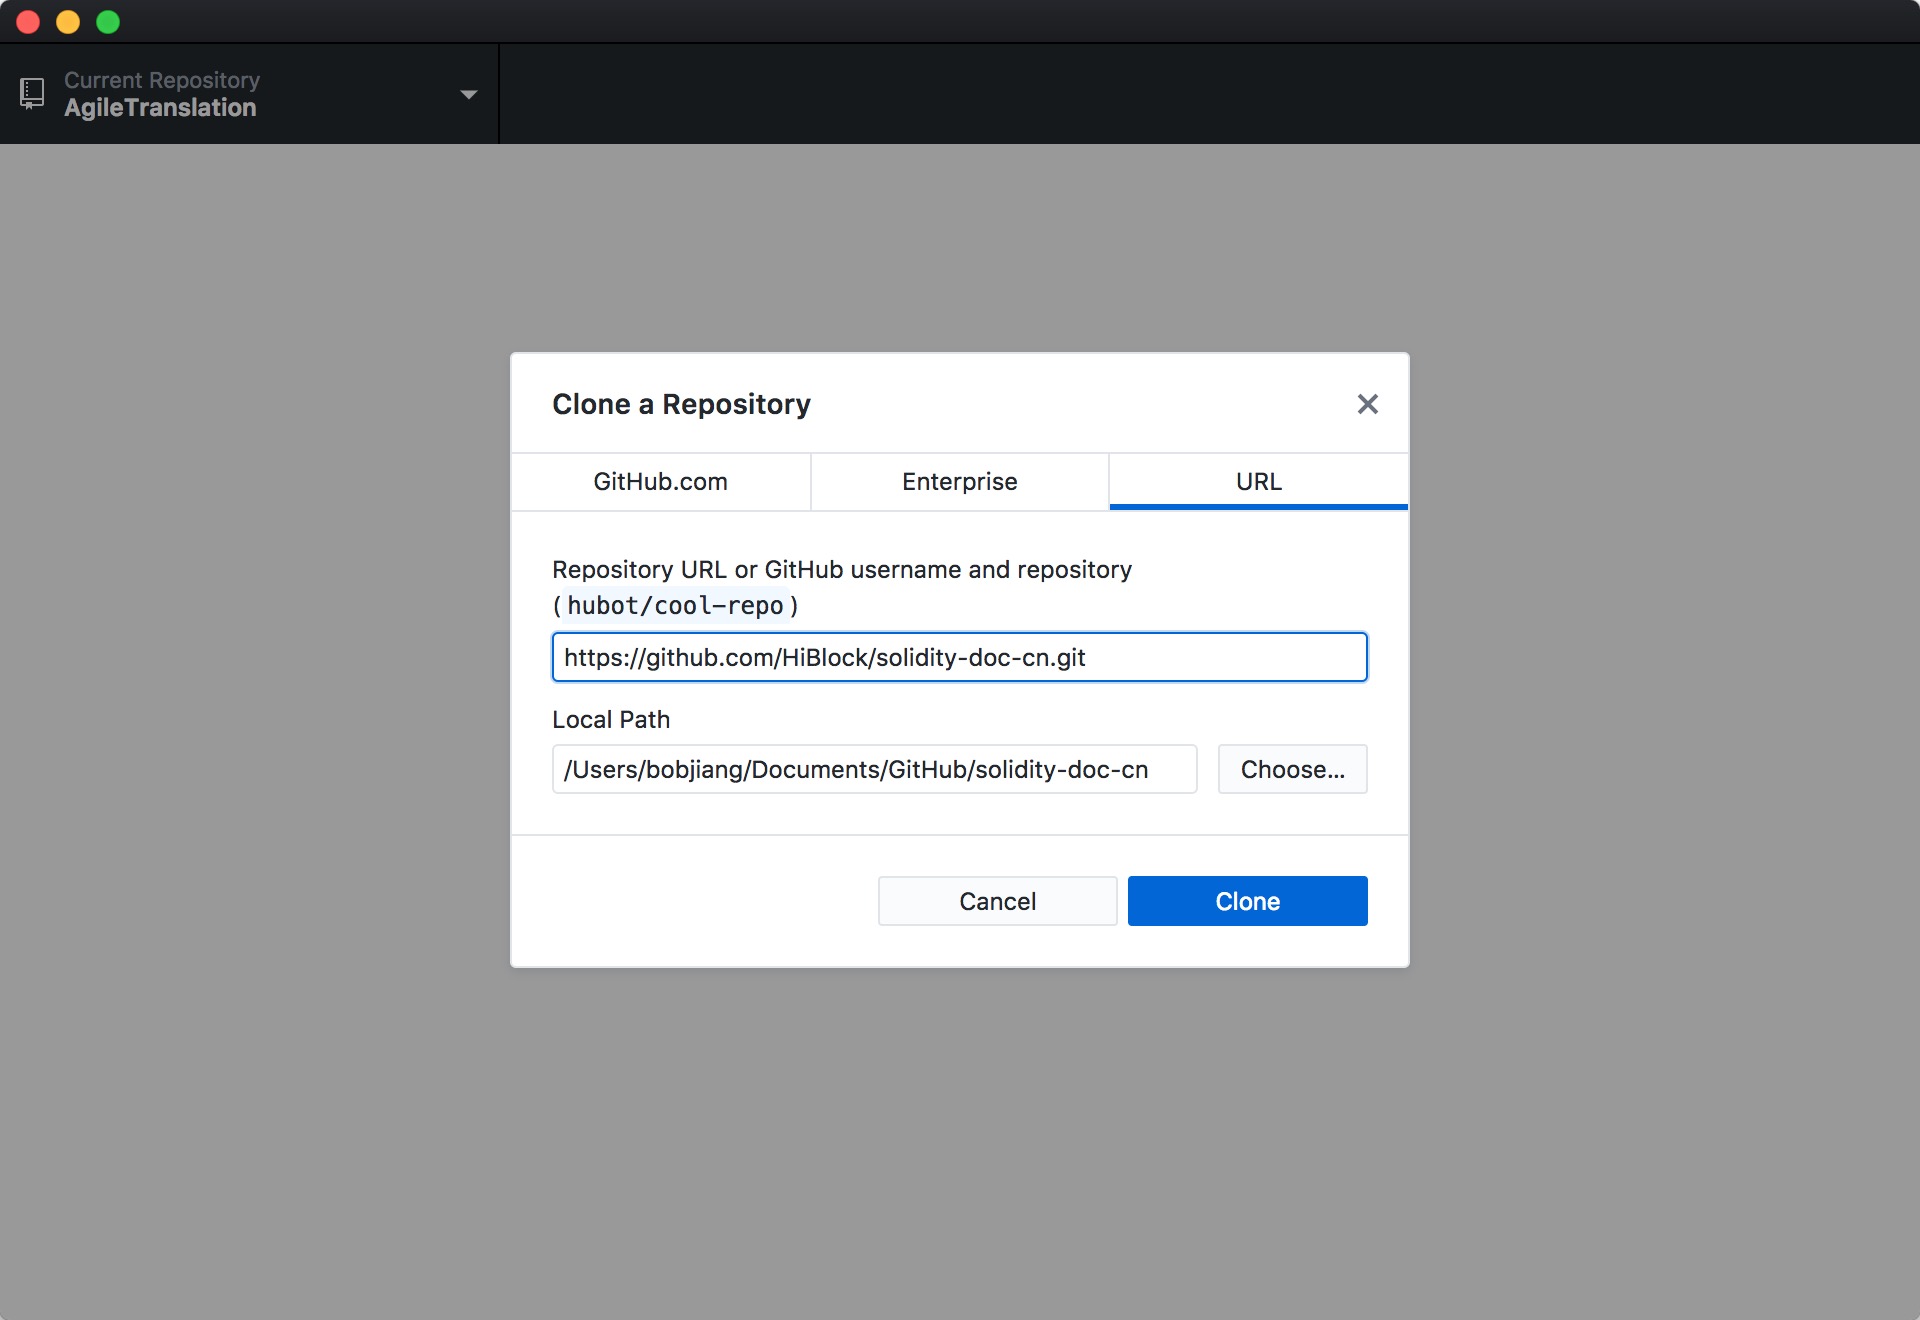 Current Repository
AgileTranslation
Clone a Repository
GitHub.com
Enterprise
URL
Repository URL or GitHub username and repository
(hubot/cool-repo)
https://github.com/HiBlock/solidity-doc-cn.git
Local Path
/Users/bobjiang/Documents/GitHub/solidity-doc-cn
Choose...
Cancel
Clone